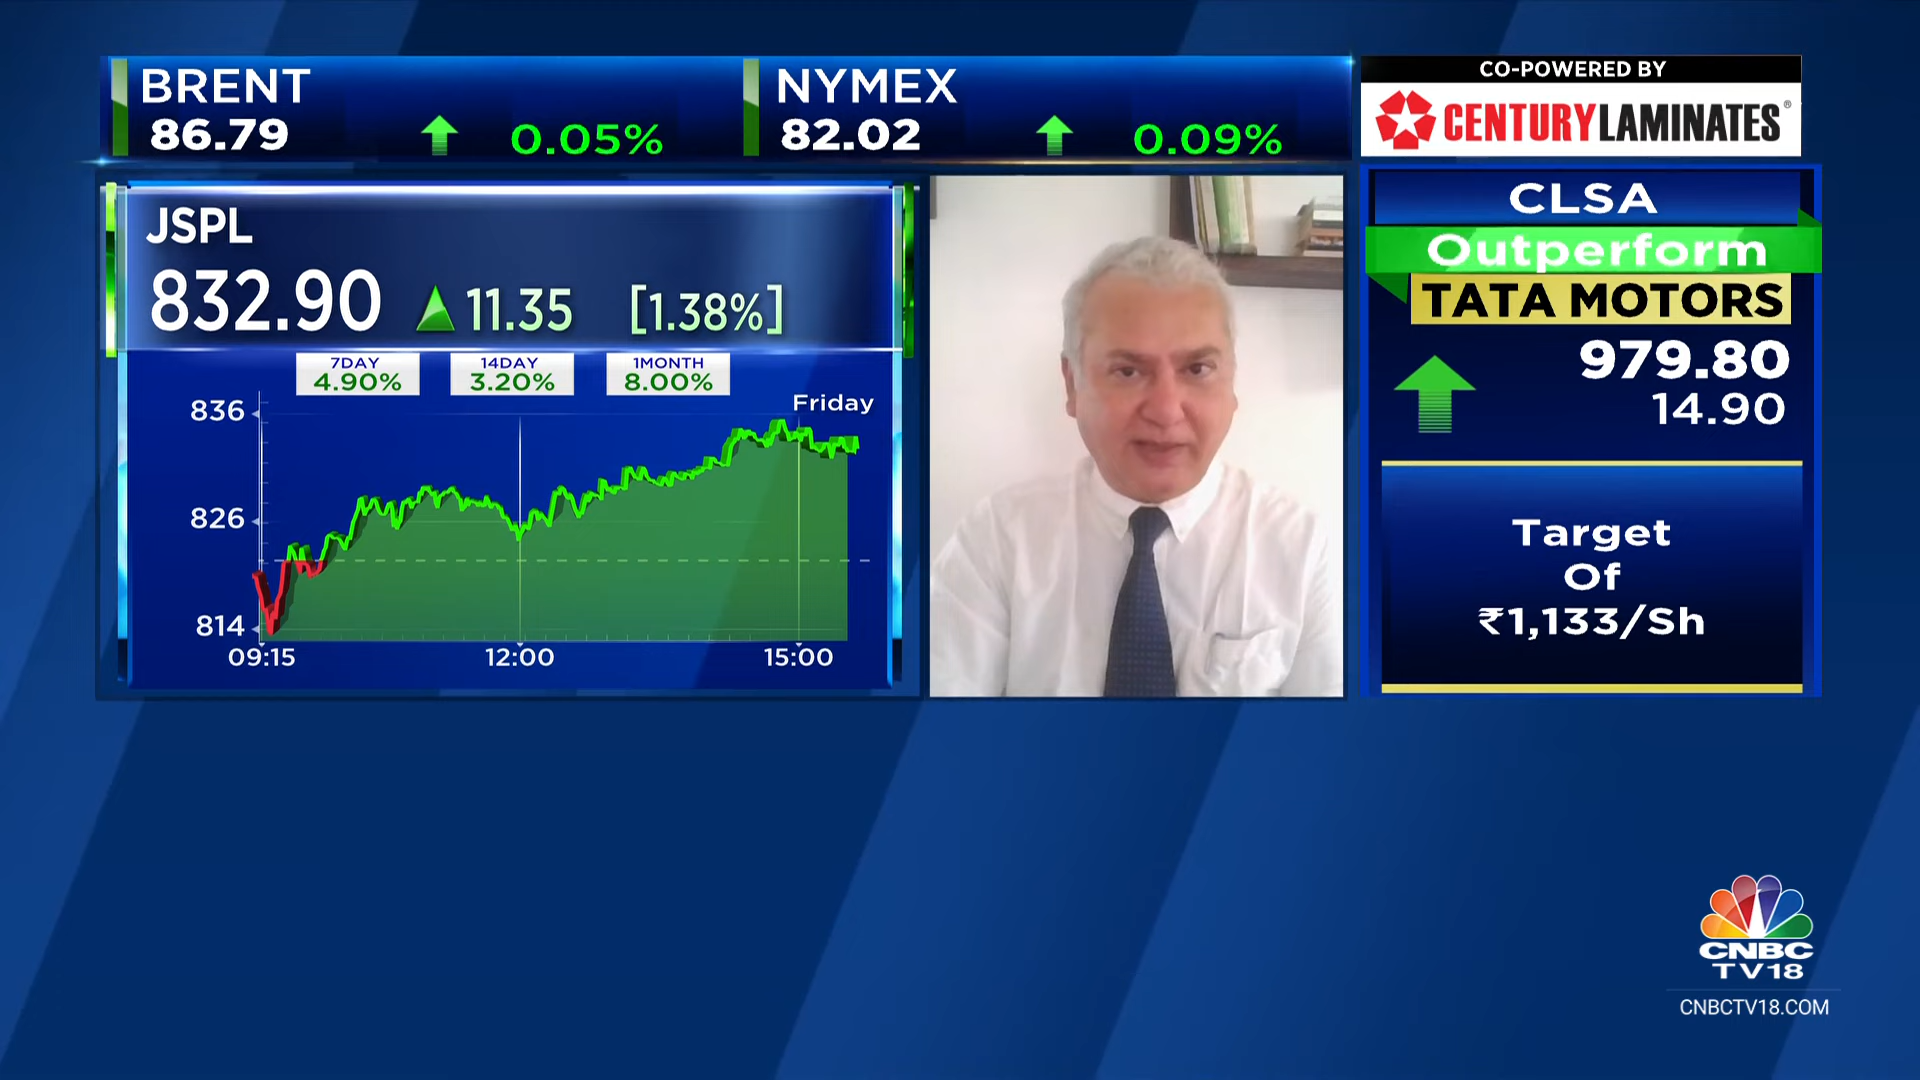 BRENT
86.79 0.05%
NYMEX
82.02 0.09%
CO-POWERED BY
CENTURYLAMINATES®
JSPL
832.90 11.35 [1.38%]
7DAY
4.90%
14DAY
3.20%
1MONTH
8.00%
Friday
836
826
814
09:15 12:00 15:00
CLSA
Outperform
TATA MOTORS
979.80
14.90
Target
Of
₹1,133/Sh
CNBC
TV18
CNBCTV18.COM